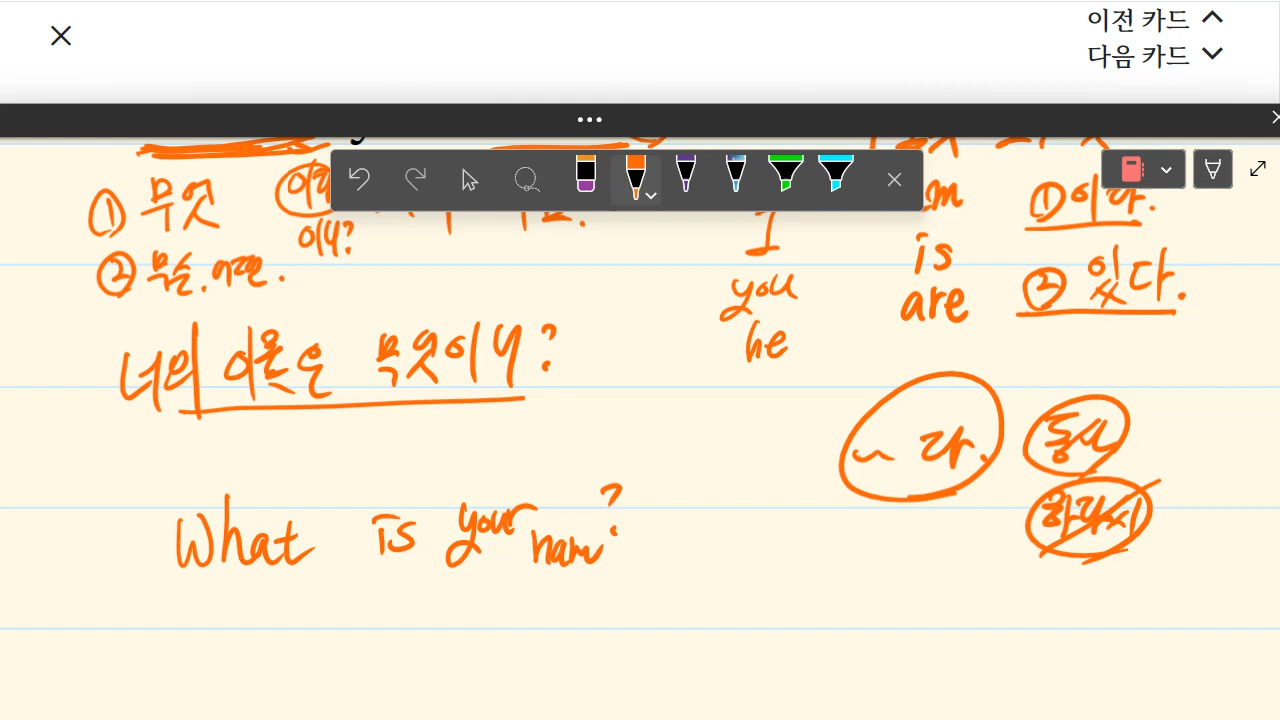 이전 카드
다음 카드
① 무엇
이야?
② 무슨, 어떤.
I
you
he
am
is
are
① 이다.
② 있다.
너의 이름은 무엇이야?
~ 다.
동사
What is your name?